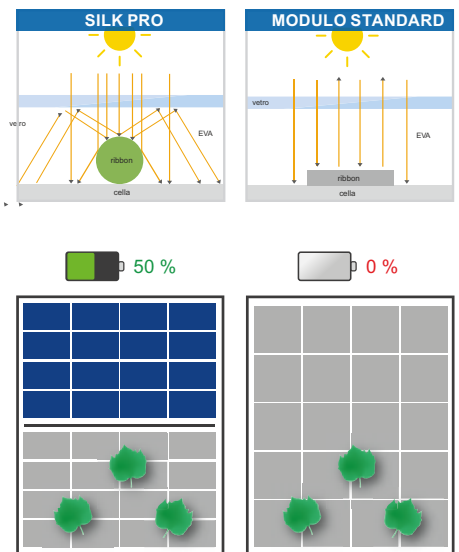 SILK PRO
MODULO STANDARD
vetro
EVA
ribbon
cella
vetro
EVA
ribbon
cella
50 %
0 %